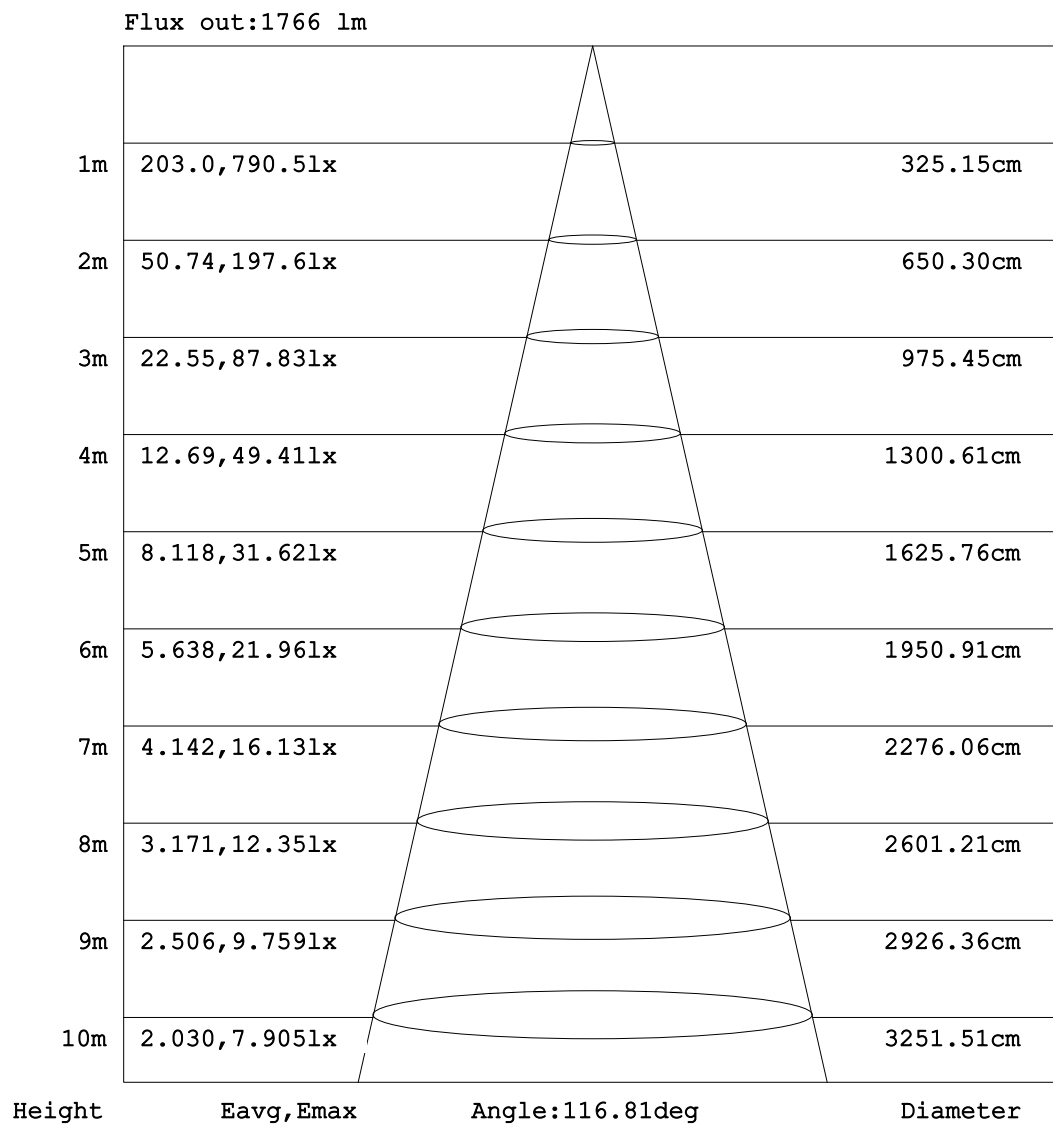 Flux out:1766 lm
1m 203.0,790.5lx 325.15cm
2m 50.74,197.6lx 650.30cm
3m 22.55,87.83lx 975.45cm
4m 12.69,49.41lx 1300.61cm
5m 8.118,31.62lx 1625.76cm
6m 5.638,21.96lx 1950.91cm
7m 4.142,16.13lx 2276.06cm
8m 3.171,12.35lx 2601.21cm
9m 2.506,9.759lx 2926.36cm
10m 2.030,7.905lx 3251.51cm
Height Eavg,Emax Angle:116.81deg Diameter